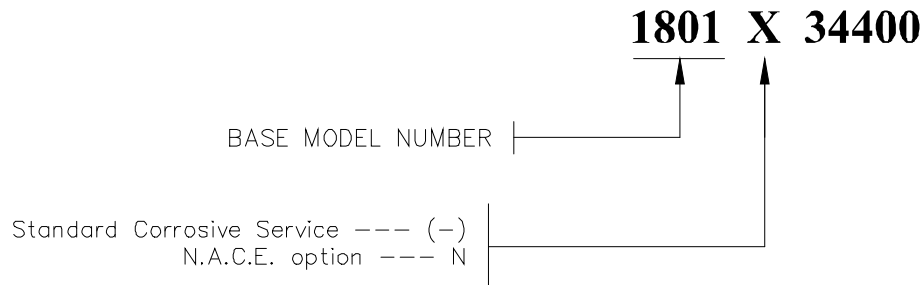 1801 X 34400
BASE MODEL NUMBER
Standard Corrosive Service --- (-)
N.A.C.E. option --- N